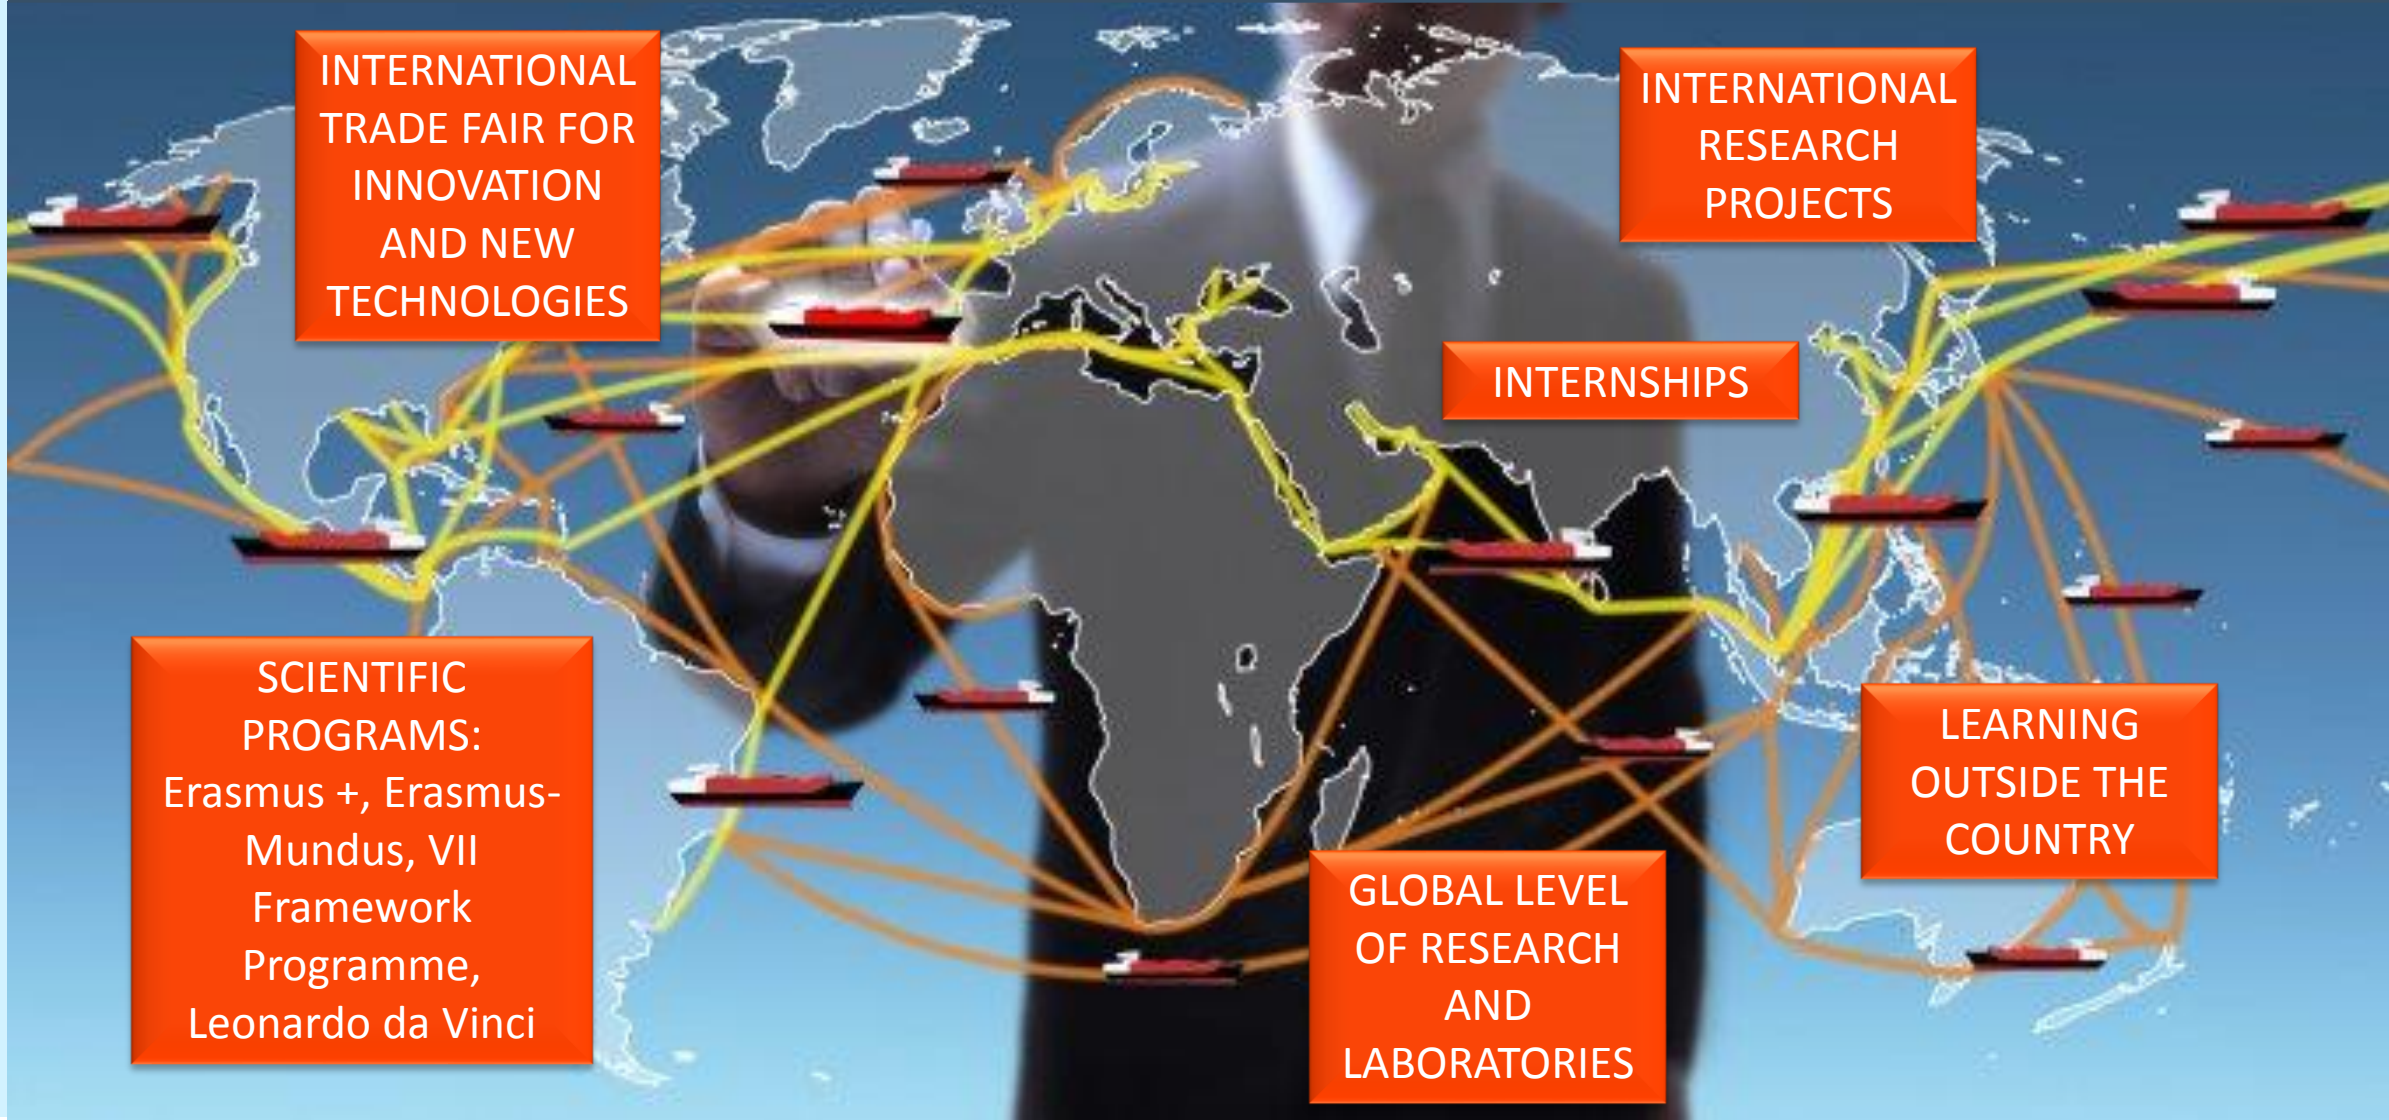 INTERNATIONAL
TRADE FAIR FOR
INNOVATION
AND NEW
TECHNOLOGIES
INTERNATIONAL
RESEARCH
PROJECTS
INTERNSHIPS
SCIENTIFIC
PROGRAMS:
Erasmus +, Erasmus-
Mundus, VII
Framework
Programme,
Leonardo da Vinci
LEARNING
OUTSIDE THE
COUNTRY
GLOBAL LEVEL
OF RESEARCH
AND
LABORATORIES